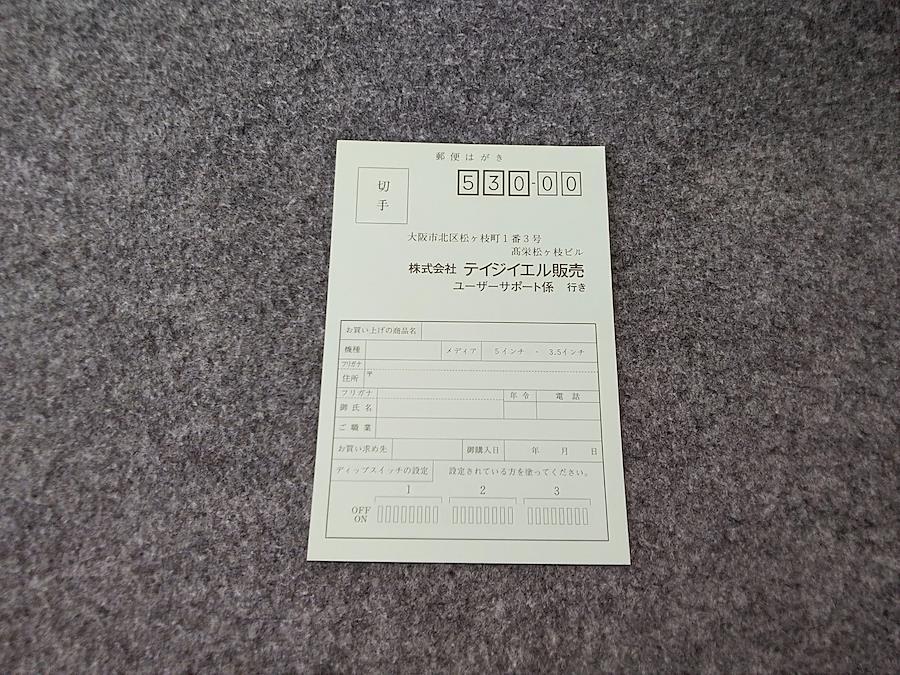 郵便はがき
切手
530-00
大阪市北区松ヶ枝町1番3号
髙栄松ヶ枝ビル
株式会社 テイジイエル販売
ユーザーサポート係 行き
お買い上げの商品名
機種 メディア 5インチ ・ 3.5インチ
フリガナ
住所 〒
フリガナ 年令 電話
御氏名
ご職業
お買い求め先 御購入日 年 月 日
ディップスイッチの設定 設定されている方を塗ってください。
1 2 3
OFF
ON